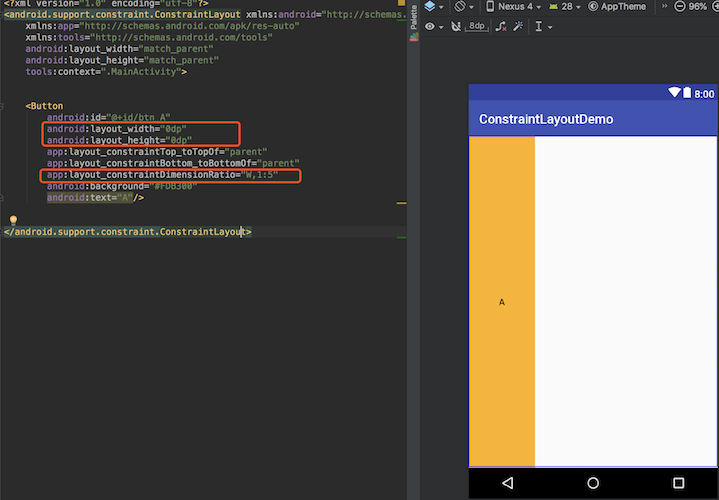 <?xml version="1.0" encoding="utf-8"?>
<android.support.constraint.ConstraintLayout xmlns:android="http://schemas.
xmlns:app="http://schemas.android.com/apk/res-auto"
xmlns:tools="http://schemas.android.com/tools"
android:layout_width="match_parent"
android:layout_height="match_parent"
tools:context=".MainActivity">
<Button
android:id="@+id/btn_A"
android:layout_width="0dp"
android:layout_height="0dp"
app:layout_constraintTop_toTopOf="parent"
app:layout_constraintBottom_toBottomOf="parent"
app:layout_constraintDimensionRatio="W,1:5"
android:background="#FDB300"
android:text="A"/>
</android.support.constraint.ConstraintLayout>
Palette
Nexus 4
28
AppTheme
96%
8dp
8:00
ConstraintLayoutDemo
A